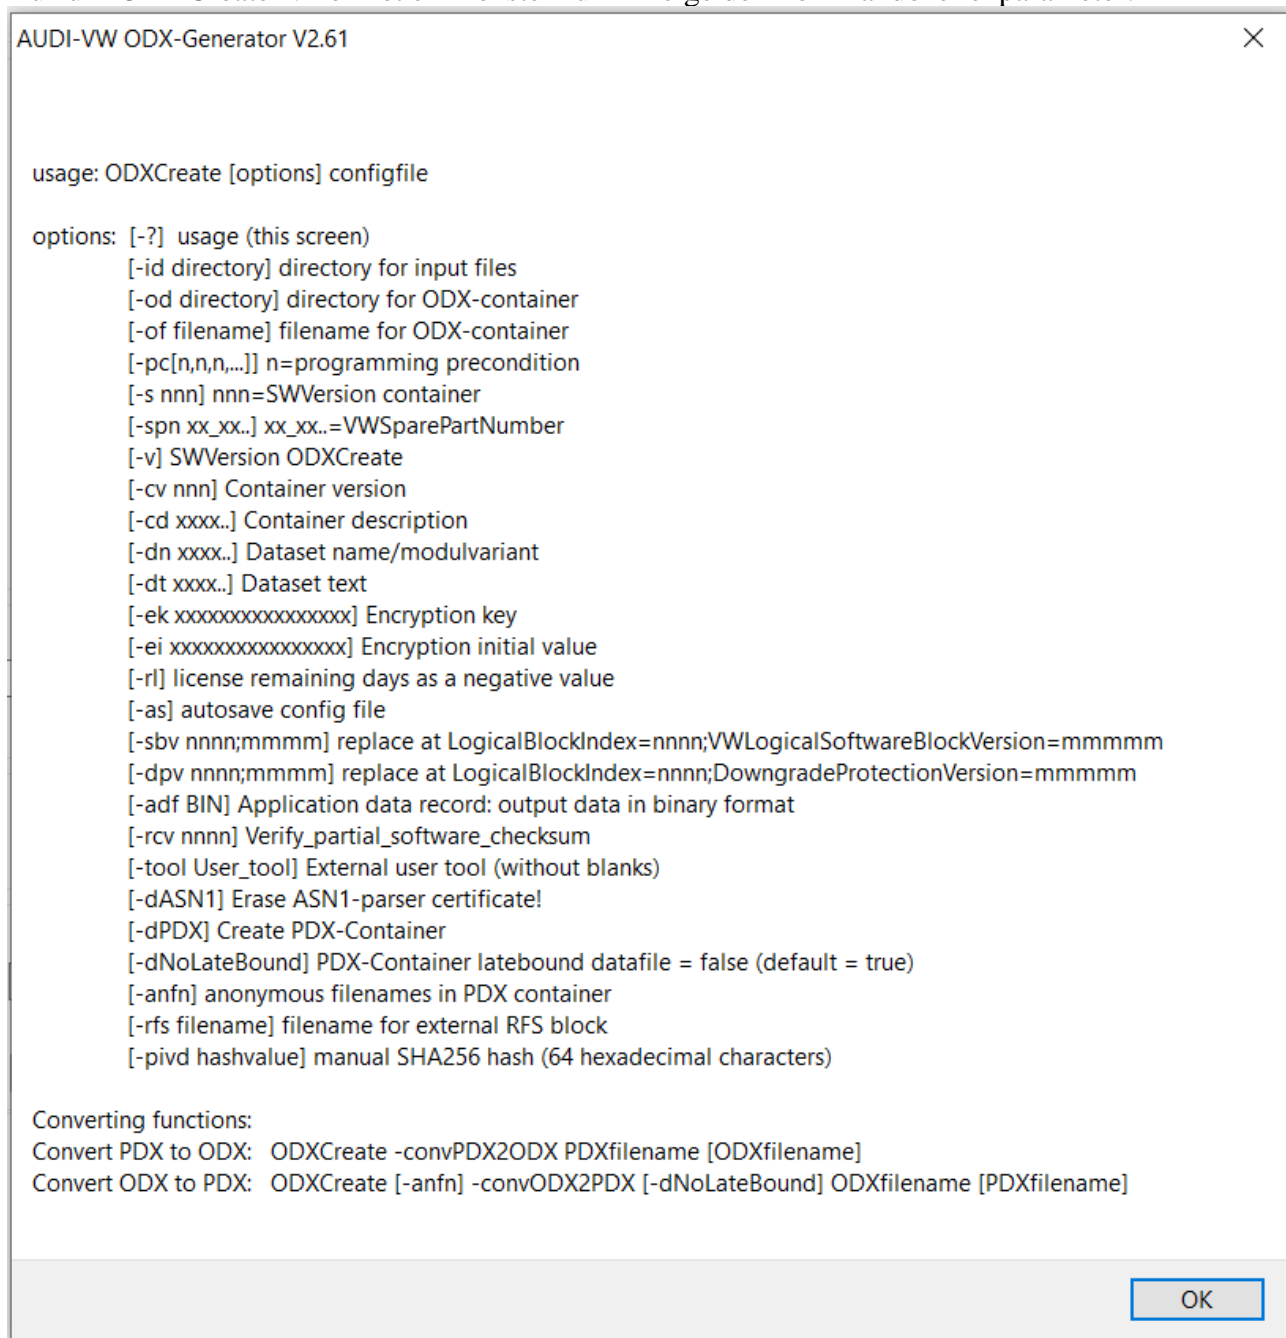 AUDI-VW ODX-Generator V2.61
usage: ODXCreate [options] configfile
options: [-?] usage (this screen)
[-id directory] directory for input files
[-od directory] directory for ODX-container
[-of filename] filename for ODX-container
[-pc[n,n,n,...]] n=programming precondition
[-s nnn] nnn=SWVersion container
[-spn xx_xx..] xx_xx..=VWSparePartNumber
[-v] SWVersion ODXCreate
[-cv nnn] Container version
[-cd xxxx..] Container description
[-dn xxxx..] Dataset name/modulvariant
[-dt xxxx..] Dataset text
[-ek xxxxxxxxxxxxxxxx] Encryption key
[-ei xxxxxxxxxxxxxxxx] Encryption initial value
[-rl] license remaining days as a negative value
[-as] autosave config file
[-sbv nnnn;mmmm] replace at LogicalBlockIndex=nnnn;VWLogicalSoftwareBlockVersion=mmmmm
[-dpv nnnn;mmmm] replace at LogicalBlockIndex=nnnn;DowngradeProtectionVersion=mmmmm
[-adf BIN] Application data record: output data in binary format
[-rcv nnnn] Verify_partial_software_checksum
[-tool User_tool] External user tool (without blanks)
[-dASN1] Erase ASN1-parser certificate!
[-dPDX] Create PDX-Container
[-dNoLateBound] PDX-Container latebound datafile = false (default = true)
[-anfn] anonymous filenames in PDX container
[-rfs filename] filename for external RFS block
[-pivd hashvalue] manual SHA256 hash (64 hexadecimal characters)
Converting functions:
Convert PDX to ODX: ODXCreate -convPDX2ODX PDXfilename [ODXfilename]
Convert ODX to PDX: ODXCreate [-anfn] -convODX2PDX [-dNoLateBound] ODXfilename [PDXfilename]
OK